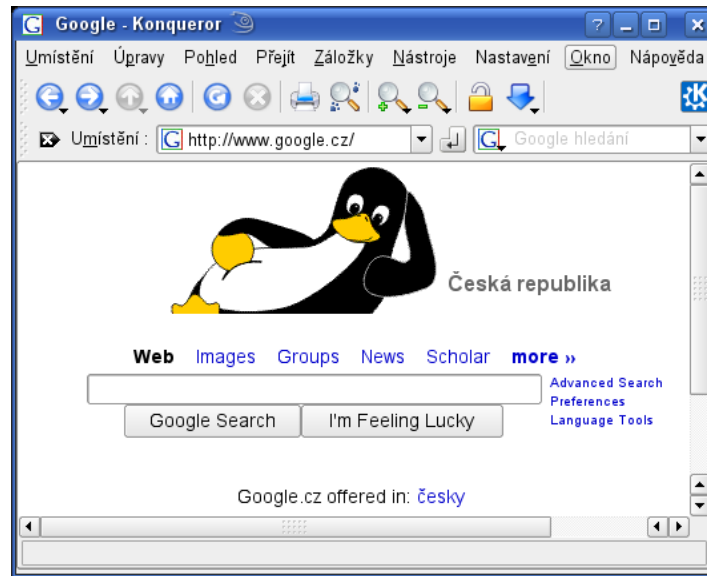 Google - Konqueror
Umístění Úpravy Pohled Přejít Záložky Nástroje Nastavení Okno Nápověda
Umístění : http://www.google.cz/ Google hledání
Česká republika
Web Images Groups News Scholar more »
Advanced Search
Preferences
Language Tools
Google Search I'm Feeling Lucky
Google.cz offered in: česky